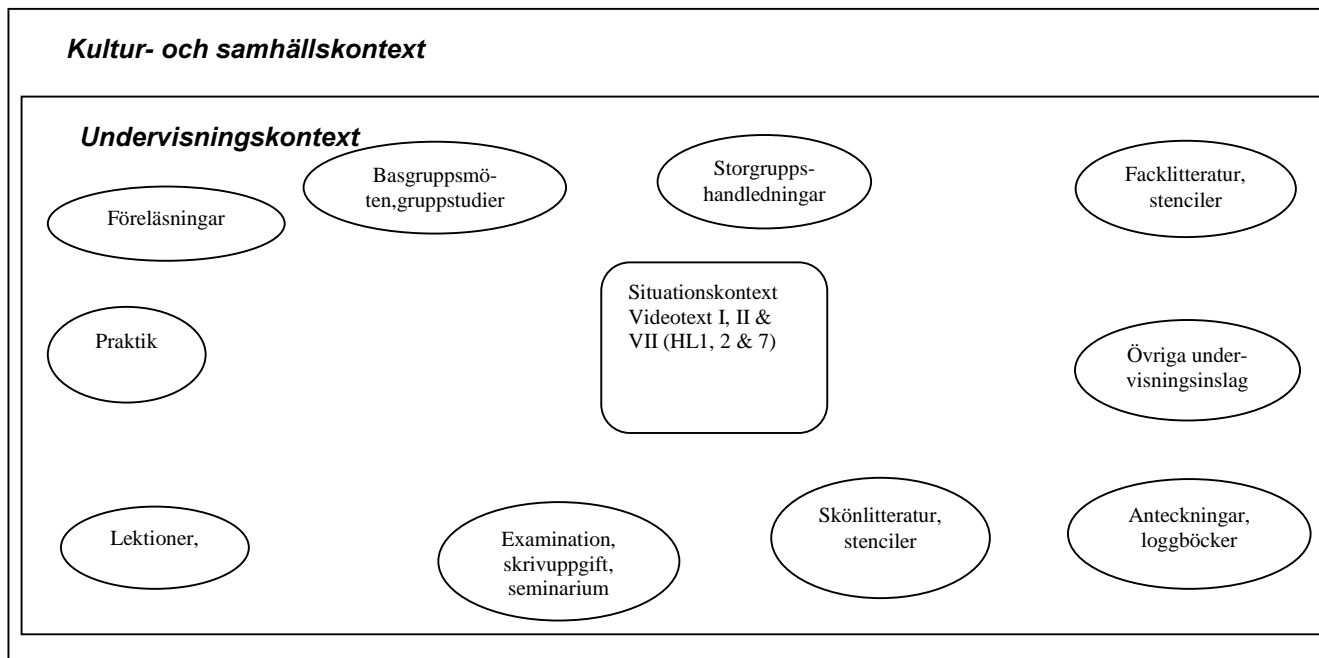 Kultur- och samhällskontext
Undervisningskontext
Basgruppsmö-
ten,gruppstudier
Storgrupps-
handledningar
Facklitteratur,
stenciler
Föreläsningar
Situationskontext
Videotext I, II &
VII (HL1, 2 & 7)
Praktik
Övriga under-
visningsinslag
Lektioner,
Examination,
skrivuppgift,
seminarium
Skönlitteratur,
stenciler
Anteckningar,
loggböcker